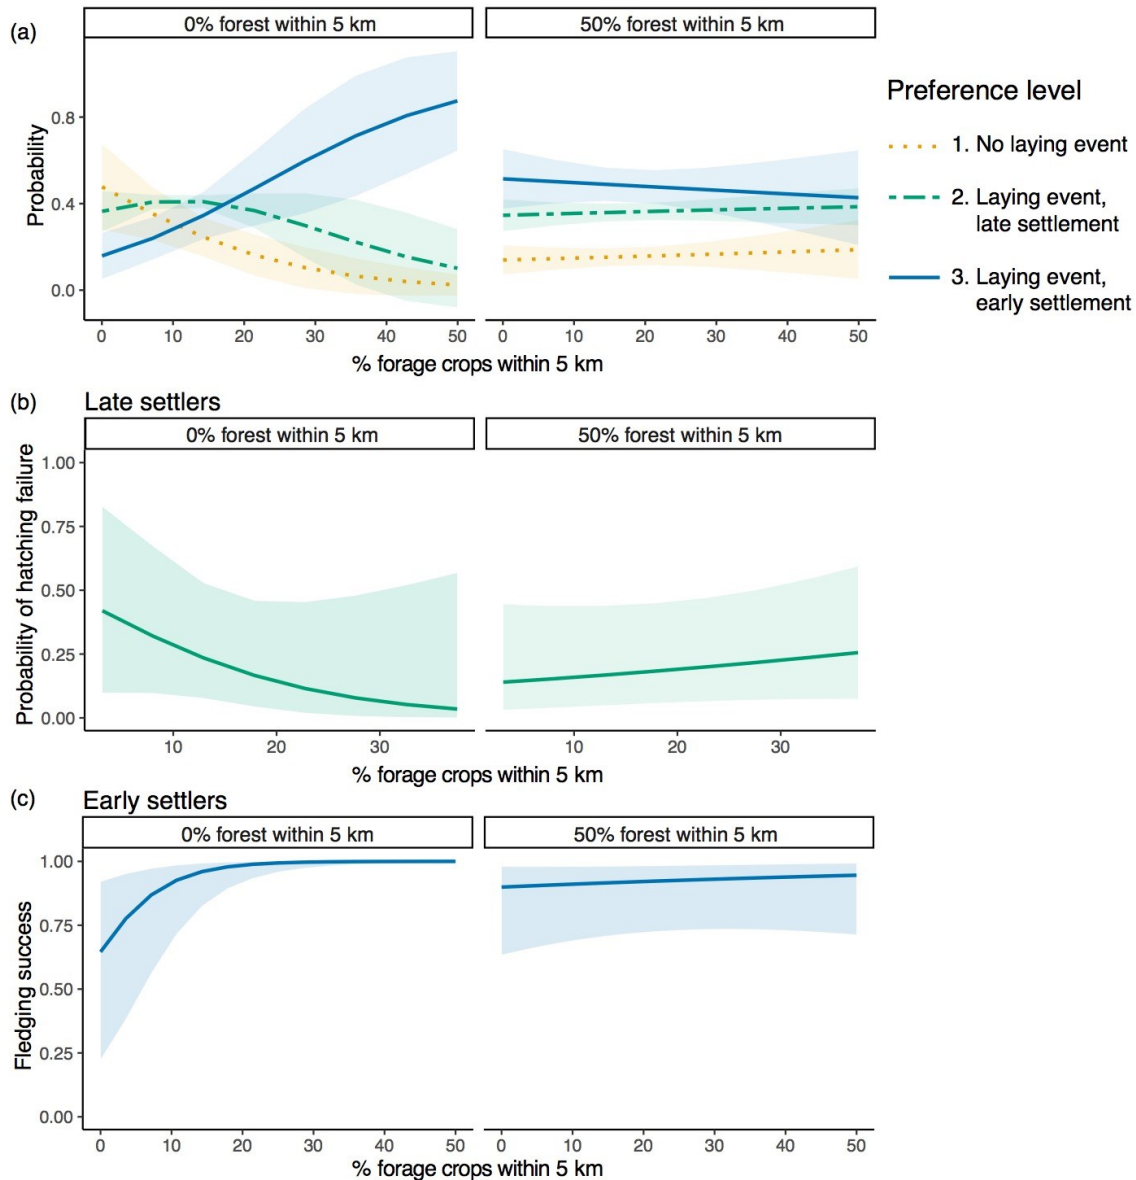 (a)
0% forest within 5 km
50% forest within 5 km
Probability
0.8
0.4
0.0
0 10 20 30 40 50
0 10 20 30 40 50
% forage crops within 5 km
Preference level
1. No laying event
2. Laying event,
late settlement
3. Laying event,
early settlement
(b)
Late settlers
0% forest within 5 km
50% forest within 5 km
Probability of hatching failure
1.00
0.75
0.50
0.25
0.00
10 20 30
10 20 30
% forage crops within 5 km
(c)
Early settlers
0% forest within 5 km
50% forest within 5 km
Fledging success
1.00
0.75
0.50
0.25
0.00
0 10 20 30 40 50
0 10 20 30 40 50
% forage crops within 5 km